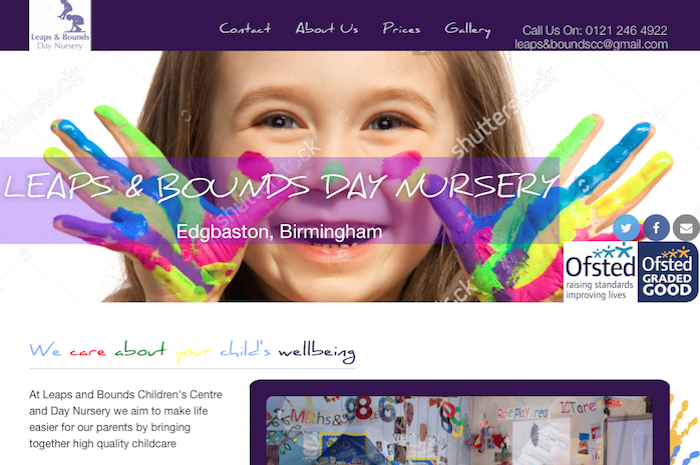 Leaps & Bounds
Day Nursery
Contact About Us Prices Gallery
Call Us On: 0121 246 4922
leaps&boundscc@gmail.com
shutterstock
shutterstock
shutterstock
LEAPS & BOUNDS DAY NURSERY
Edgbaston, Birmingham
Ofsted
raising standards
improving lives
Ofsted
GRADED
GOOD
We care about your child's wellbeing
At Leaps and Bounds Children's Centre
and Day Nursery we aim to make life
easier for our parents by bringing
together high quality childcare
Maths
Role Play Area
ICT are